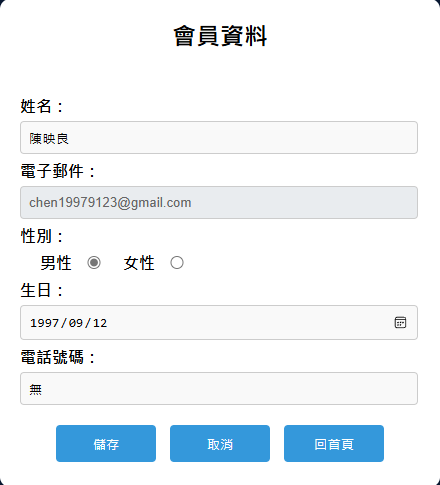 會員資料
姓名：
陳映良
電子郵件：
chen19979123@gmail.com
性別：
男性 女性
生日：
1997/09/12
電話號碼：
無
儲存 取消 回首頁